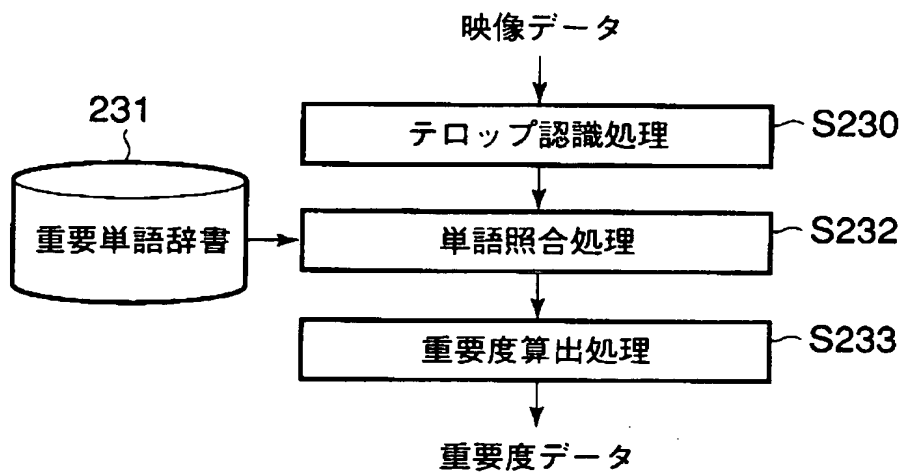 映像データ
231
テロップ認識処理
S230
重要単語辞書
単語照合処理
S232
重要度算出処理
S233
重要度データ